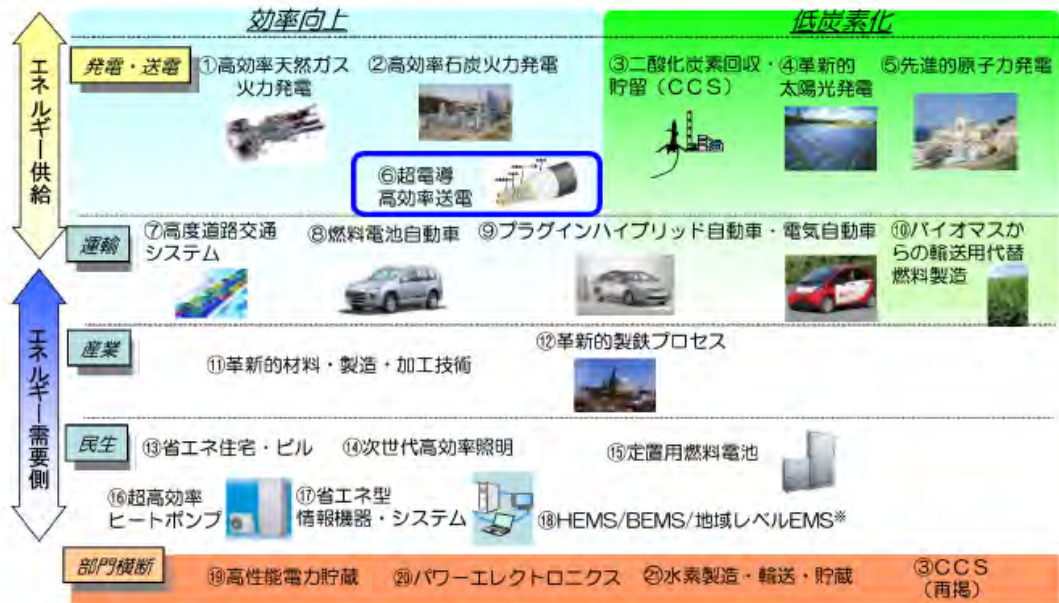 効率向上
低炭素化
エネルギー供給
発電・送電
①高効率天然ガス
火力発電
②高効率石炭火力発電
③二酸化炭素回収・
貯留（CCS）
④革新的
太陽光発電
⑤先進的原子力発電
⑥超電導
高効率送電
運輸
⑦高度道路交通
システム
⑧燃料電池自動車
⑨プラグインハイブリッド自動車・電気自動車
⑩バイオマスか
らの輸送用代替
燃料製造
エネルギー需要側
産業
⑪革新的材料・製造・加工技術
⑫革新的製鉄プロセス
民生
⑬省エネ住宅・ビル
⑭次世代高効率照明
⑮定置用燃料電池
⑯超高効率
ヒートポンプ
⑰省エネ型
情報機器・システム
⑱HEMS/BEMS/地域レベルEMS※
部門横断
⑲高性能電力貯蔵
⑳パワーエレクトロニクス
㉑水素製造・輸送・貯蔵
③CCS
（再掲）